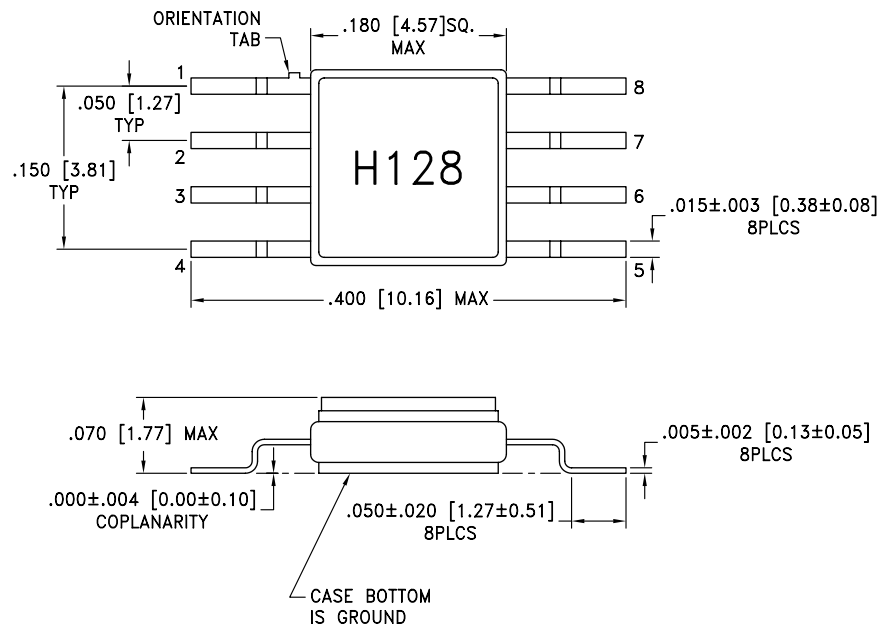 ORIENTATION
TAB
.180 [4.57]SQ.
MAX
1
8
.050 [1.27]
TYP
2
7
.150 [3.81]
TYP
H128
3
6
.015±.003 [0.38±0.08]
8PLCS
4
5
.400 [10.16] MAX
.070 [1.77] MAX
.005±.002 [0.13±0.05]
8PLCS
.000±.004 [0.00±0.10]
COPLANARITY
.050±.020 [1.27±0.51]
8PLCS
CASE BOTTOM
IS GROUND